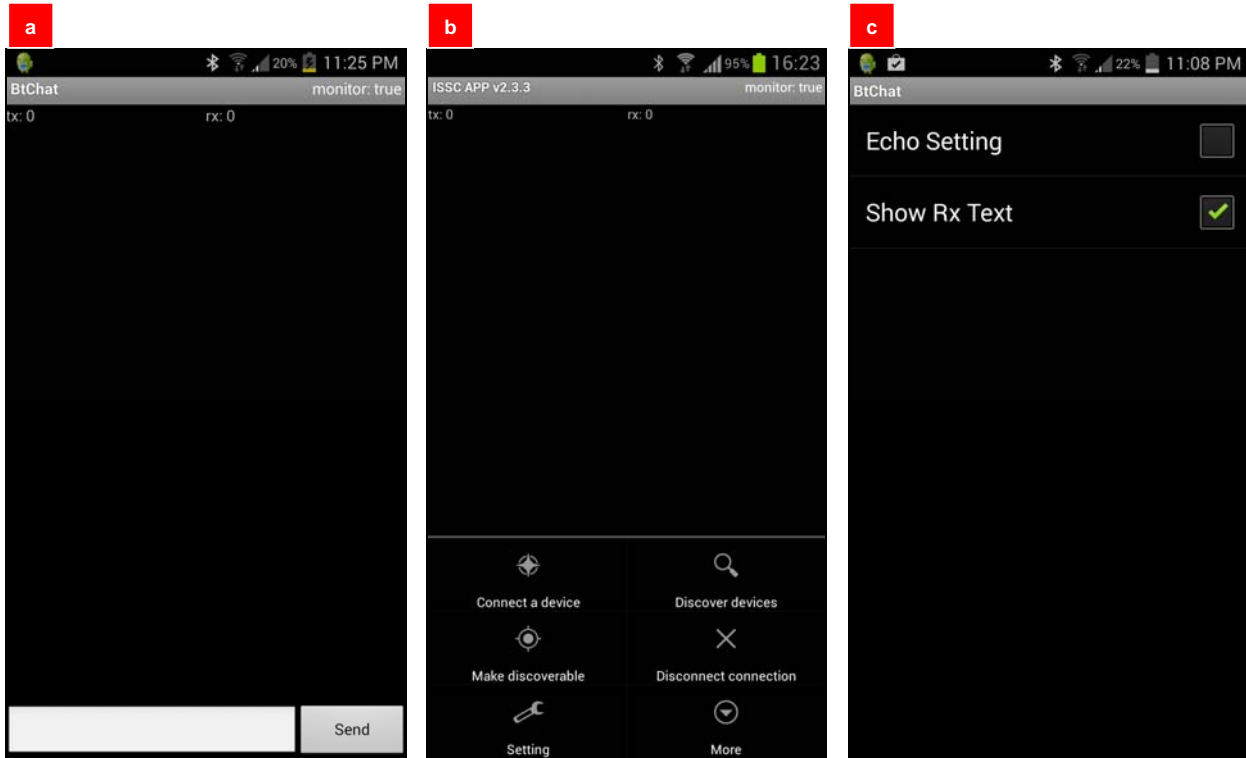 a
20% 11:25 PM
BtChat monitor: true
tx: 0 rx: 0
Send
b
95% 16:23
ISSC APP v2.3.3 monitor: true
tx: 0 rx: 0
Connect a device Discover devices
Make discoverable Disconnect connection
Setting More
c
22% 11:08 PM
BtChat
Echo Setting
Show Rx Text